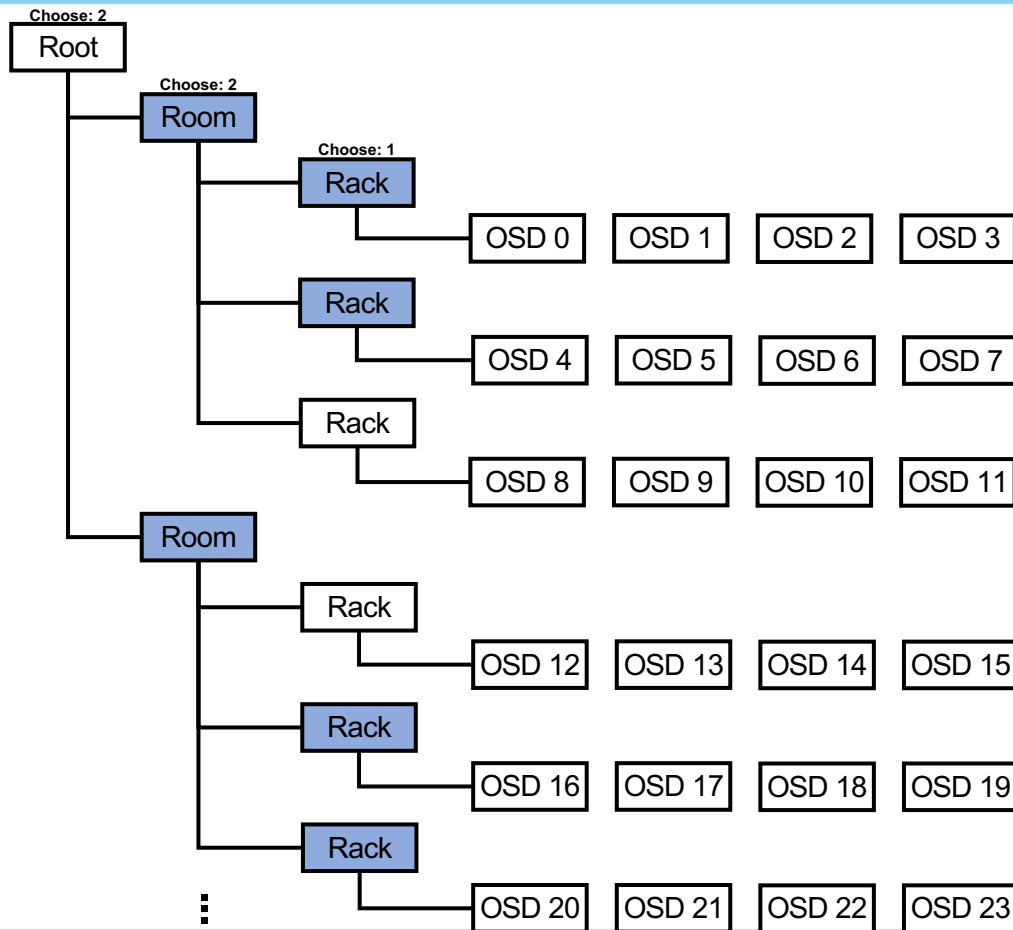 Choose: 2
Root
Choose: 2
Room
Choose: 1
Rack
OSD 0 OSD 1 OSD 2 OSD 3
Rack
OSD 4 OSD 5 OSD 6 OSD 7
Rack
OSD 8 OSD 9 OSD 10 OSD 11
Room
Rack
OSD 12 OSD 13 OSD 14 OSD 15
Rack
OSD 16 OSD 17 OSD 18 OSD 19
Rack
OSD 20 OSD 21 OSD 22 OSD 23